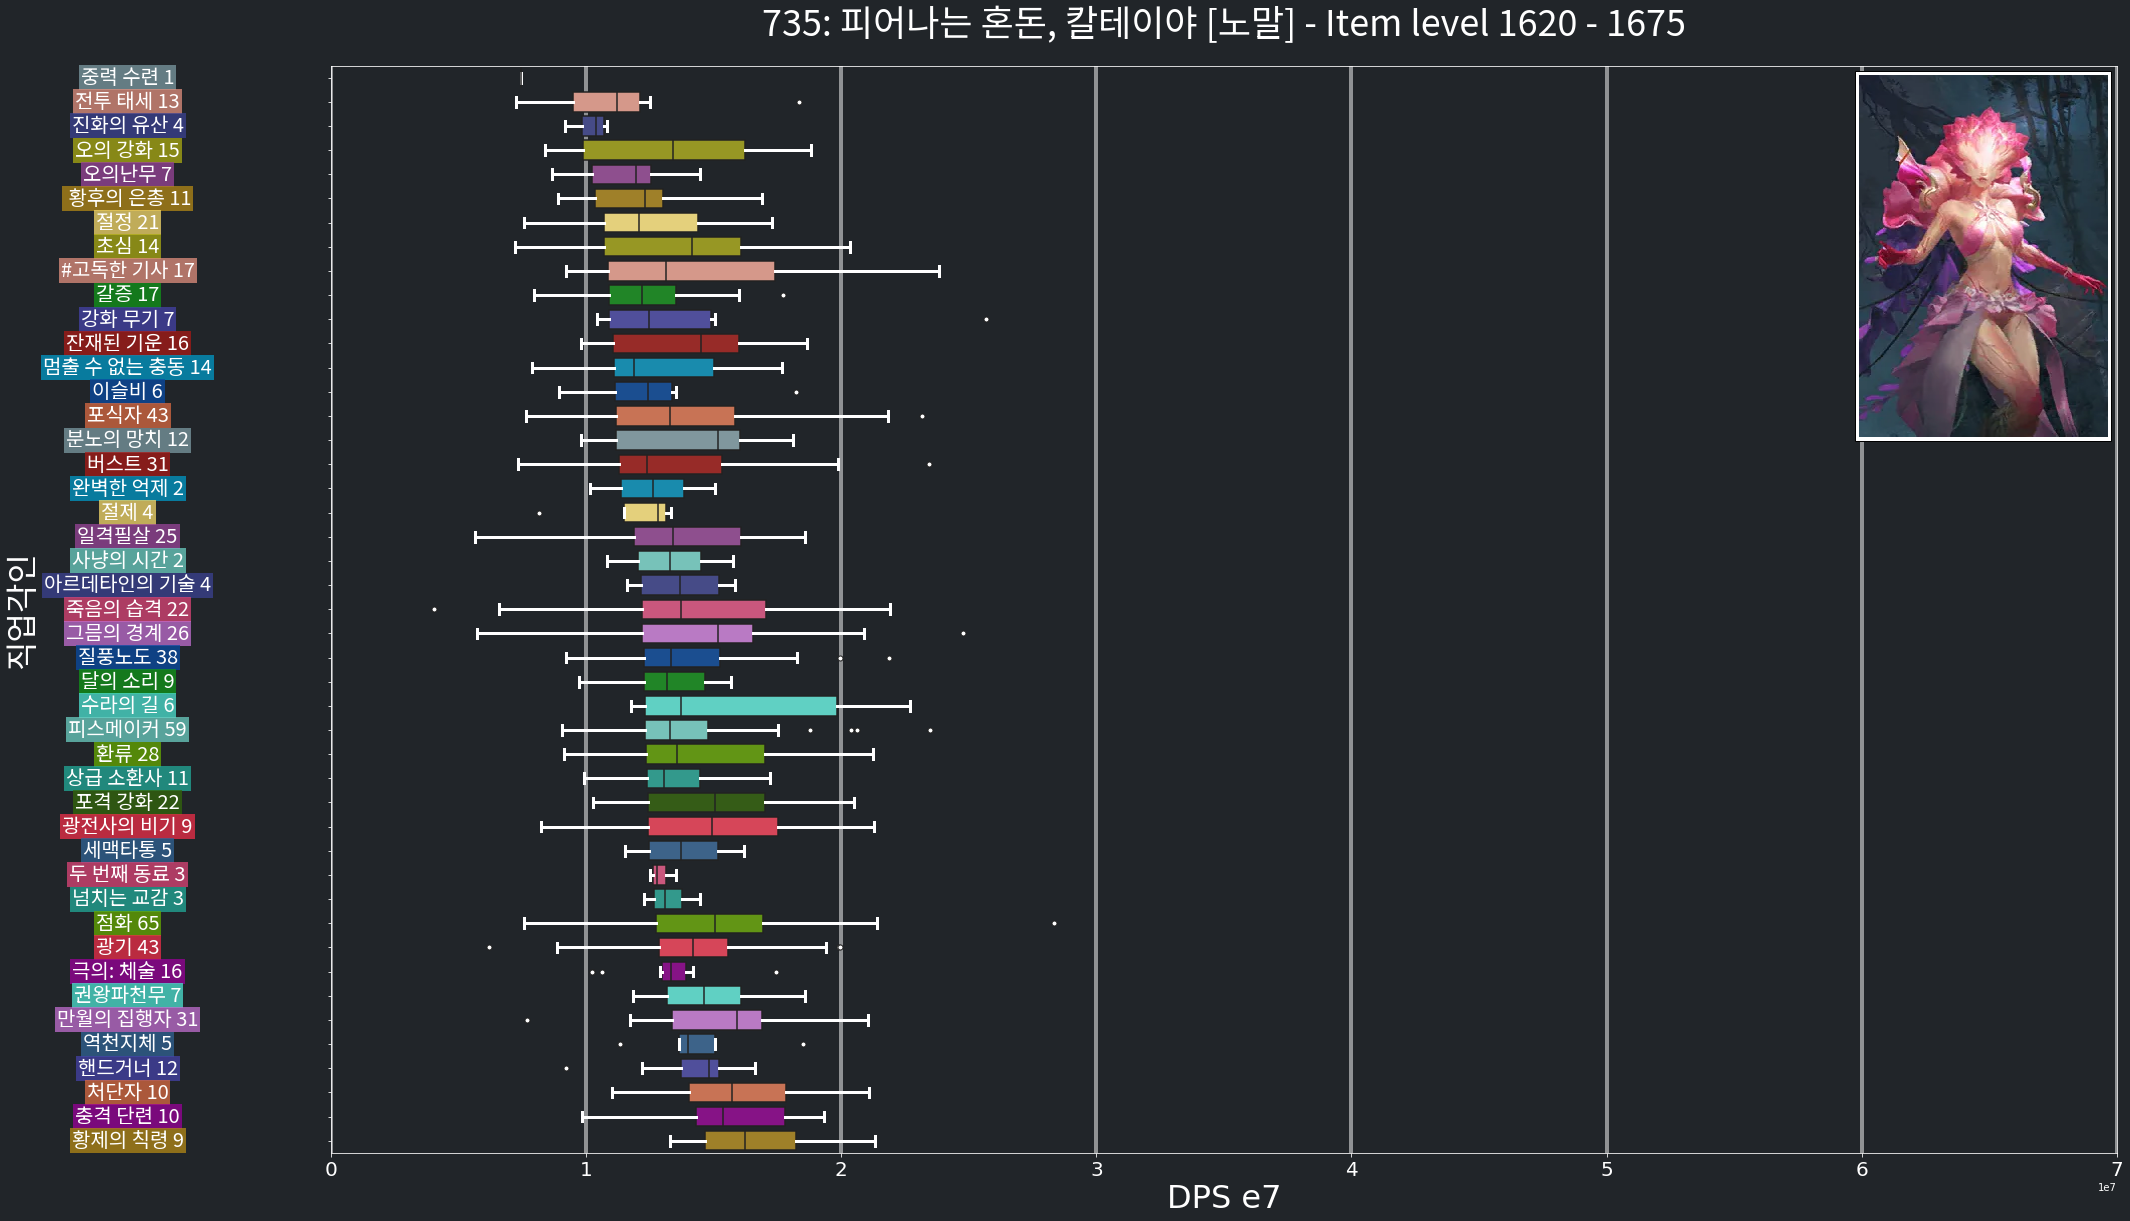 735: 피어나는 혼돈, 칼테이야 [노말] - Item level 1620 - 1675
직업각인
중력 수련 1
전투 태세 13
진화의 유산 4
오의 강화 15
오의난무 7
황후의 은총 11
절정 21
초심 14
#고독한 기사 17
갈증 17
강화 무기 7
잔재된 기운 16
멈출 수 없는 충동 14
이슬비 6
포식자 43
분노의 망치 12
버스트 31
완벽한 억제 2
절제 4
일격필살 25
사냥의 시간 2
아르데타인의 기술 4
죽음의 습격 22
그믐의 경계 26
질풍노도 38
달의 소리 9
수라의 길 6
피스메이커 59
환류 28
상급 소환사 11
포격 강화 22
광전사의 비기 9
세맥타통 5
두 번째 동료 3
넘치는 교감 3
점화 65
광기 43
극의: 체술 16
권왕파천무 7
만월의 집행자 31
역천지체 5
핸드거너 12
처단자 10
충격 단련 10
황제의 칙령 9
0 1 2 3 4 5 6 7
1e7
DPS e7